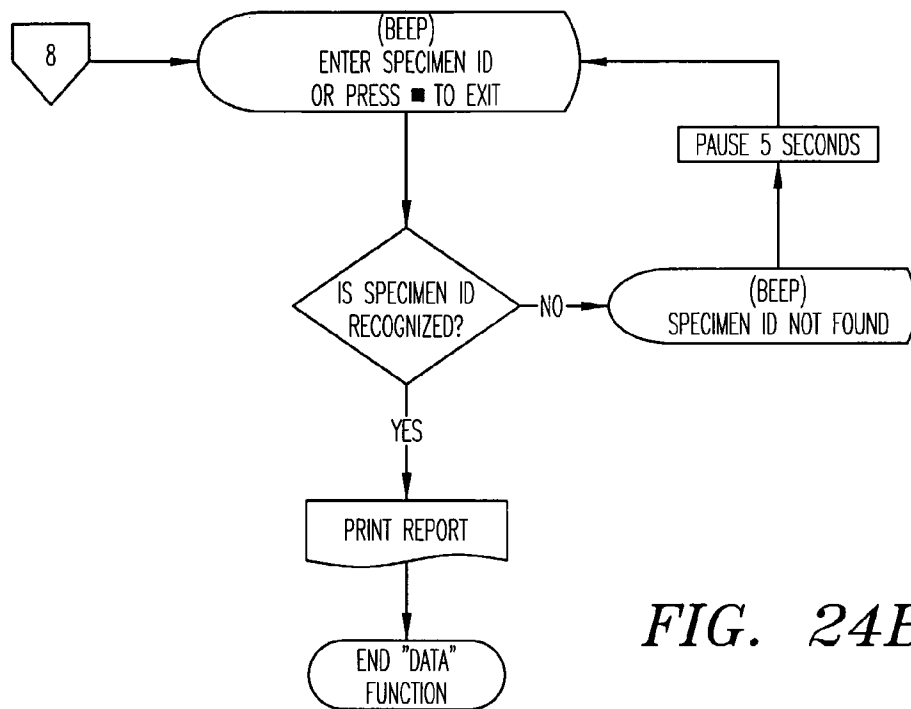 8
(BEEP)
ENTER SPECIMEN ID
OR PRESS ■ TO EXIT
PAUSE 5 SECONDS
IS SPECIMEN ID
RECOGNIZED?
NO
(BEEP)
SPECIMEN ID NOT FOUND
YES
PRINT REPORT
END "DATA"
FUNCTION
FIG. 24B